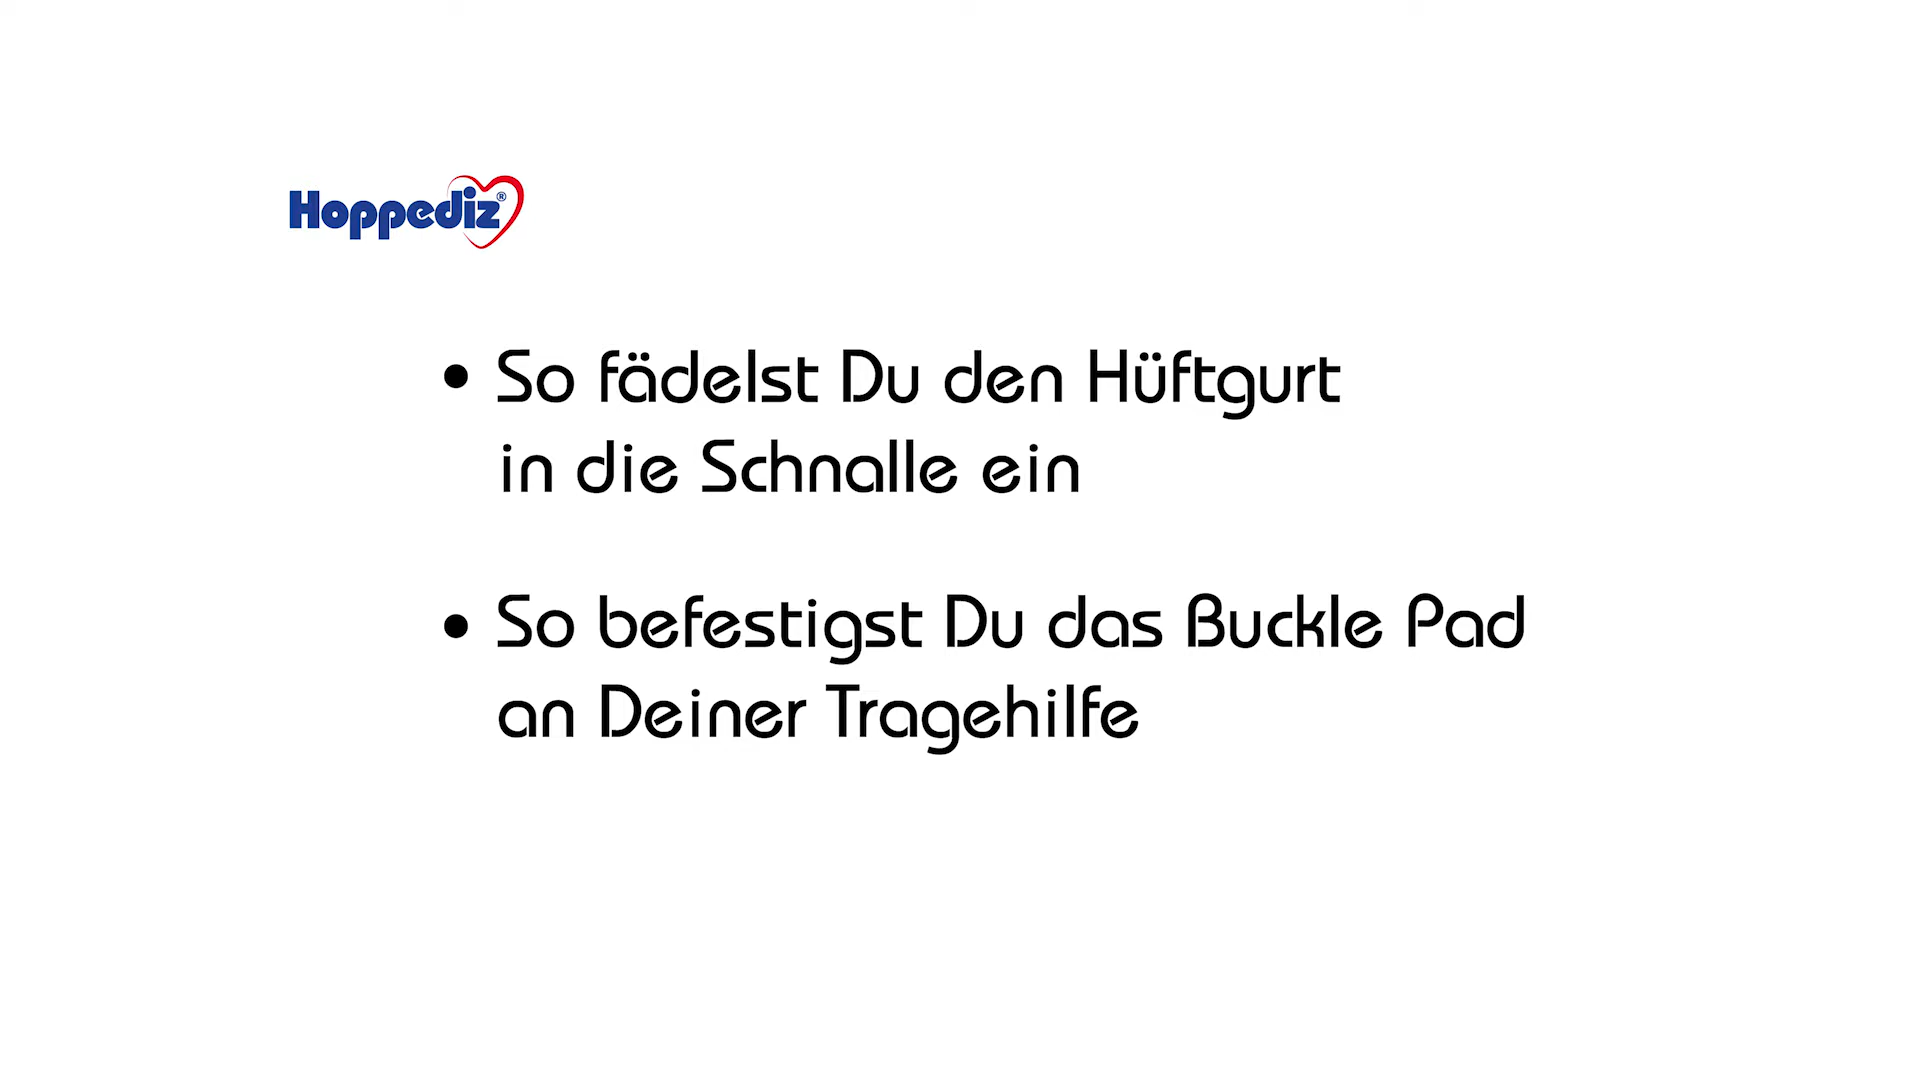 Hoppediz®
• So fädelst Du den Hüftgurt
in die Schnalle ein
• So befestigst Du das Buckle Pad
an Deiner Tragehilfe